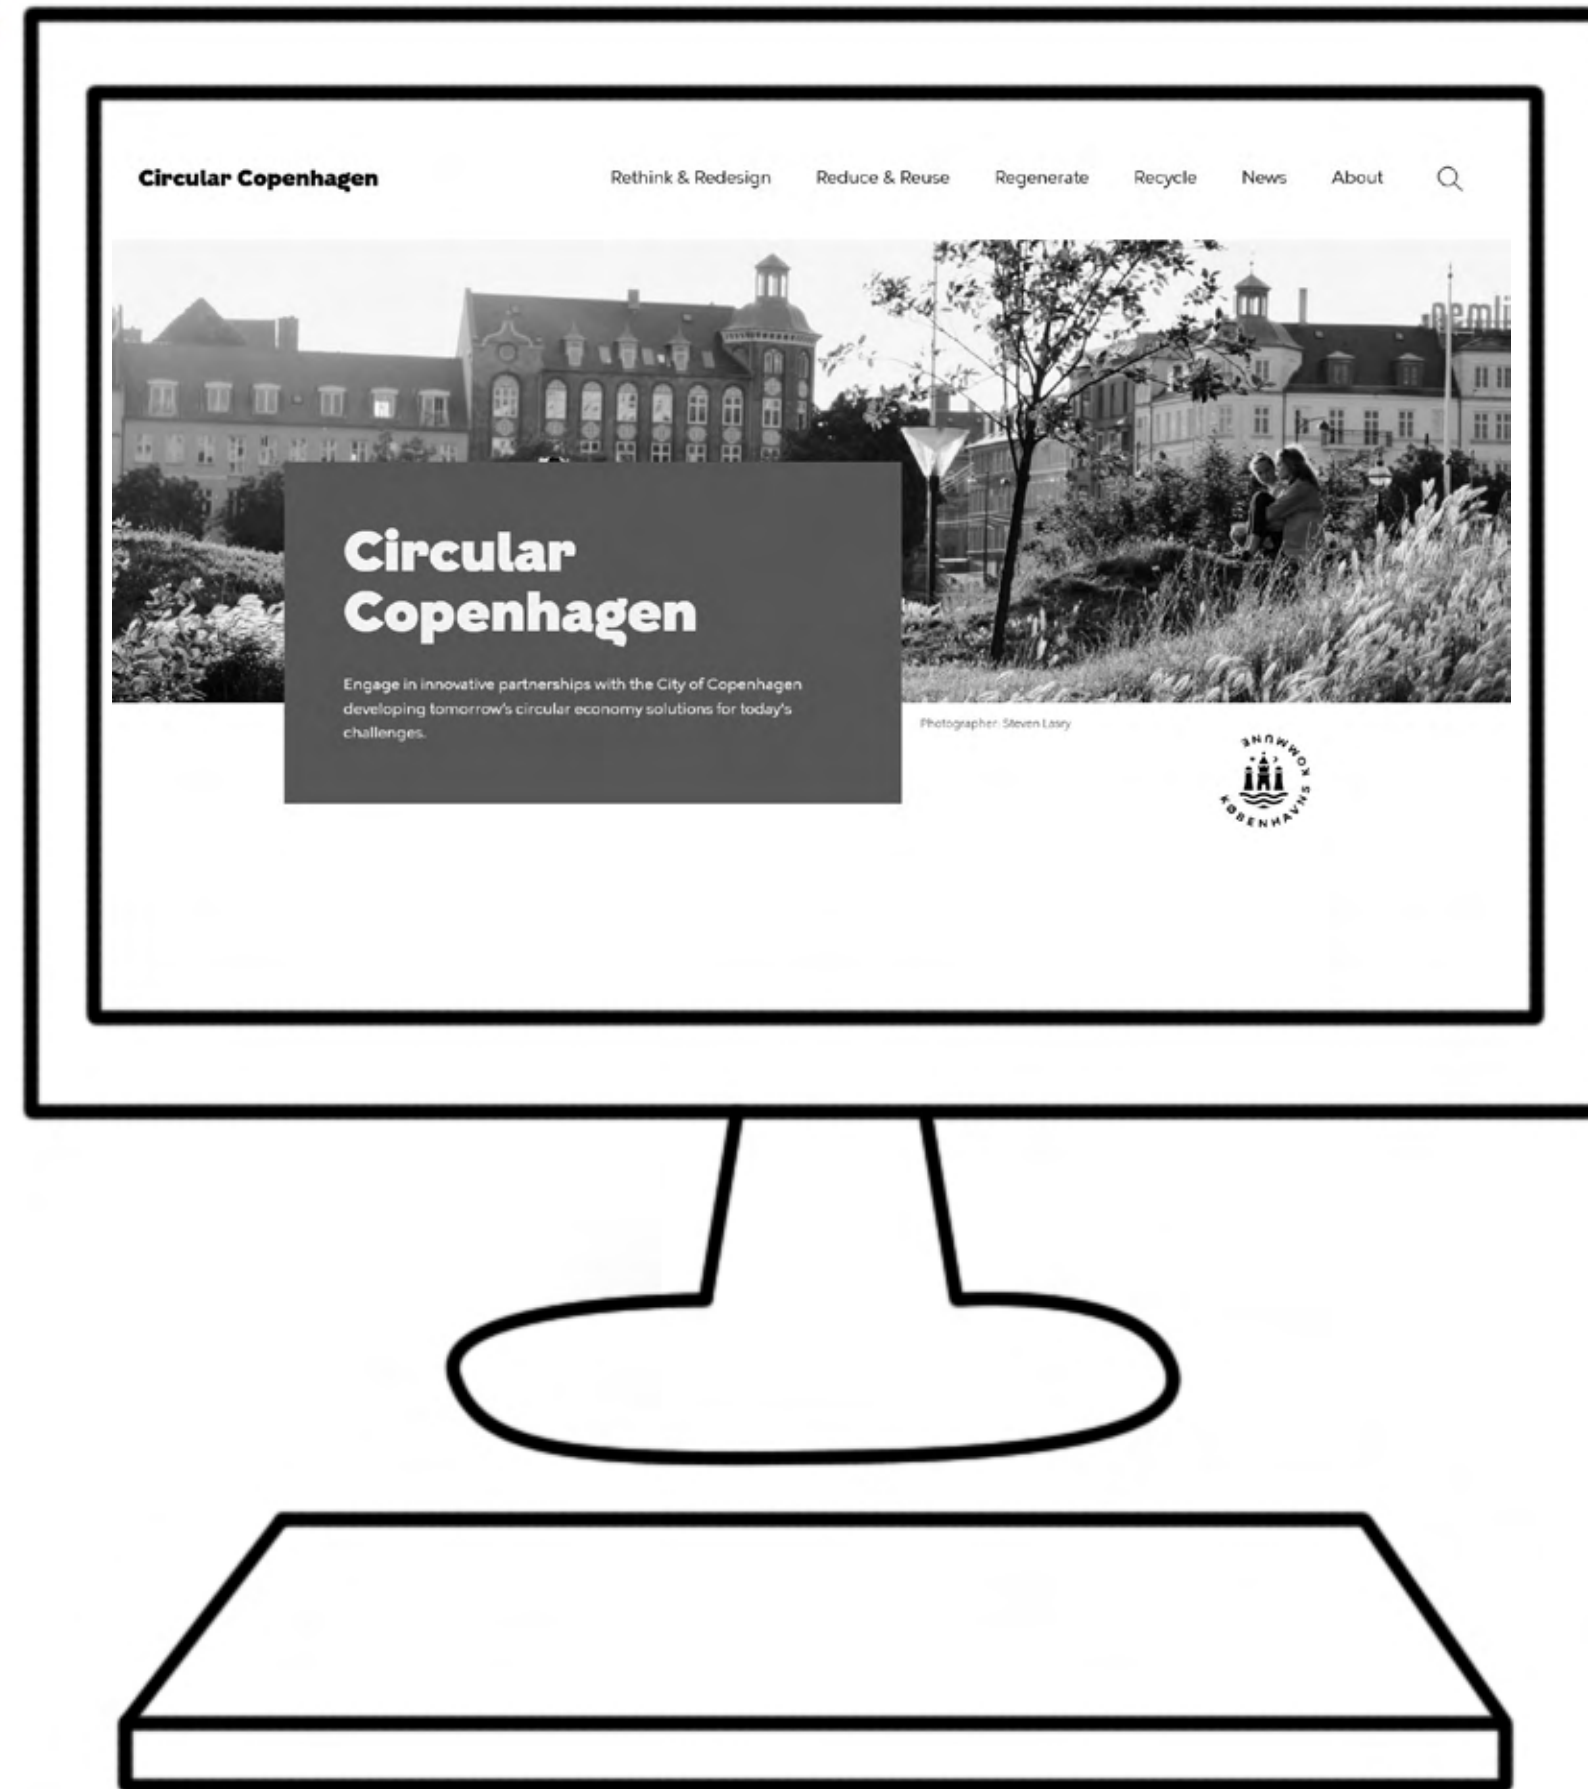 Circular Copenhagen
Rethink & Redesign Reduce & Reuse Regenerate Recycle News About
Circular
Copenhagen
Engage in innovative partnerships with the City of Copenhagen
developing tomorrow's circular economy solutions for today's
challenges.
Photographer: Steven Lasry
KØBENHAVNS KOMMUNE